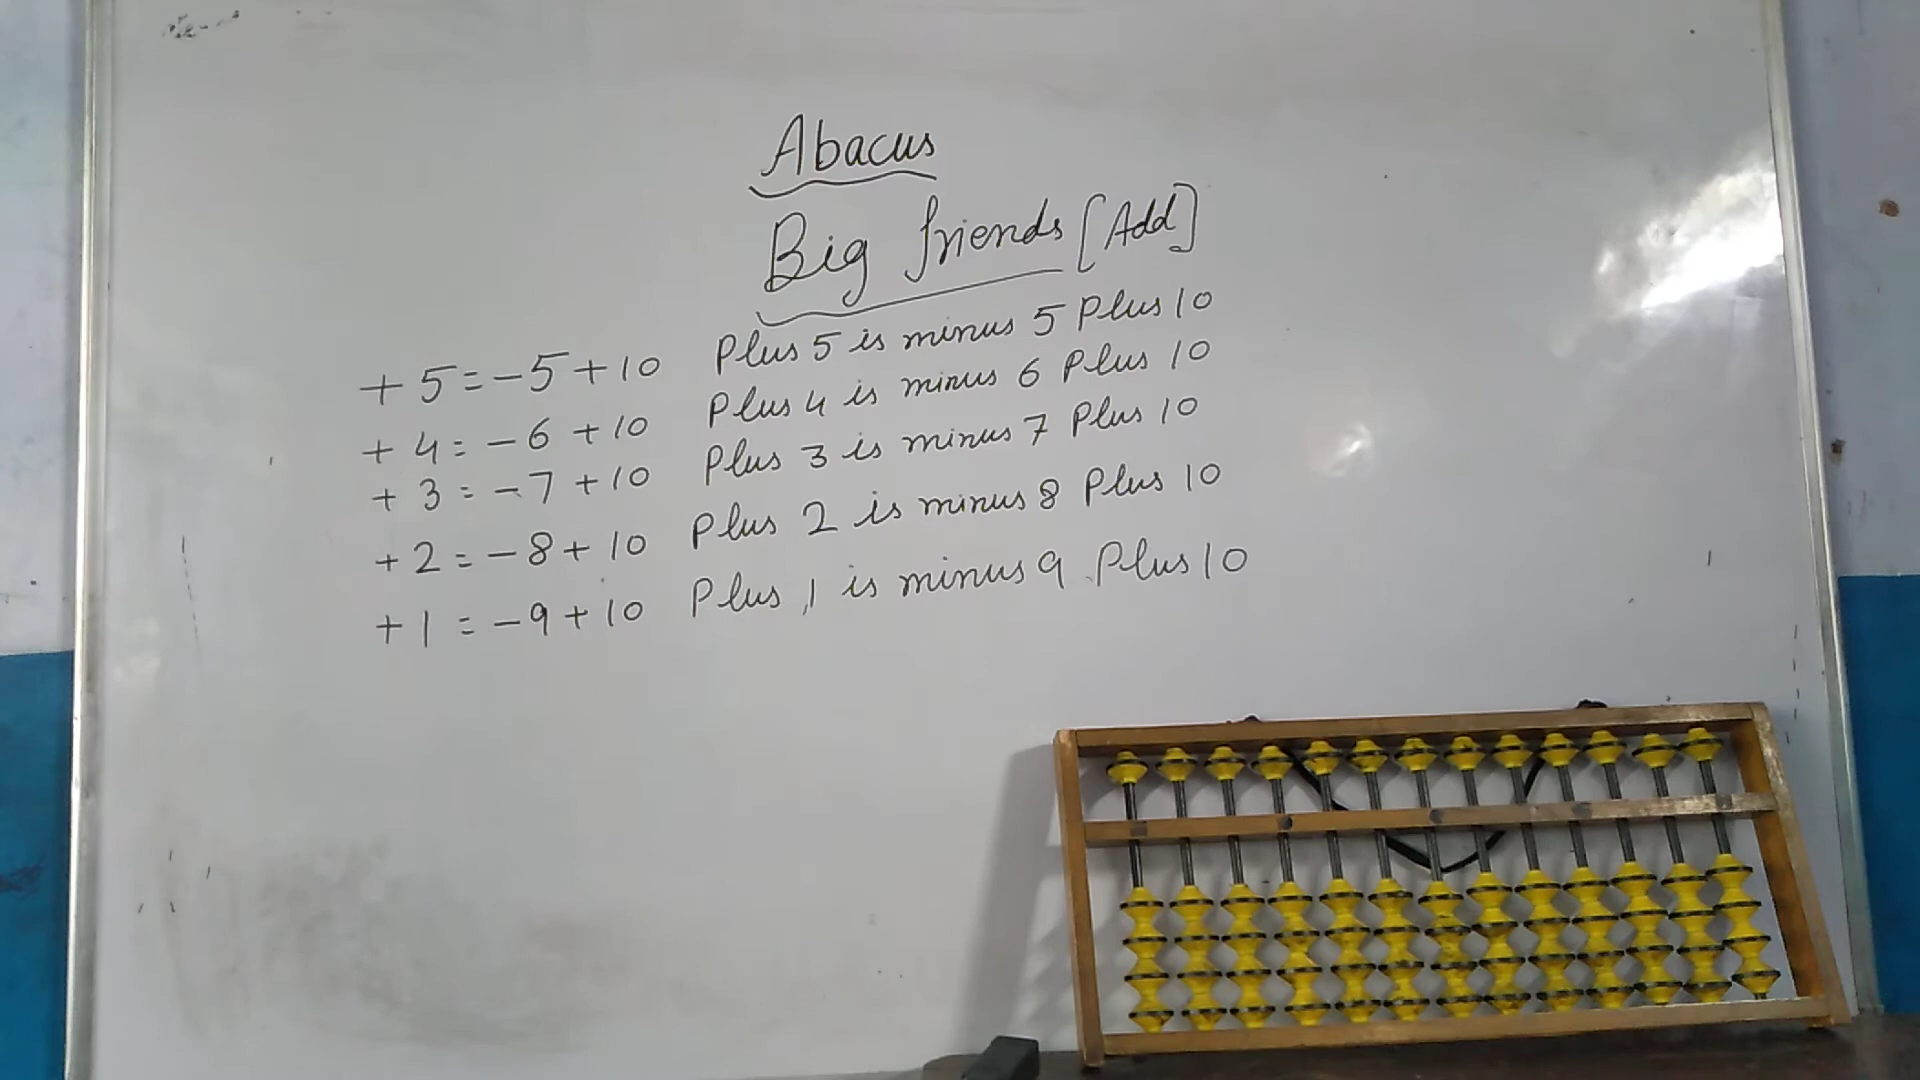 Abacus
Big friends [Add]
+ 5 = - 5 + 10 Plus 5 is minus 5 Plus 10
+ 4 = - 6 + 10 Plus 4 is minus 6 Plus 10
+ 3 = - 7 + 10 Plus 3 is minus 7 Plus 10
+ 2 = - 8 + 10 Plus 2 is minus 8 Plus 10
+ 1 = - 9 + 10 Plus 1 is minus 9 Plus 10